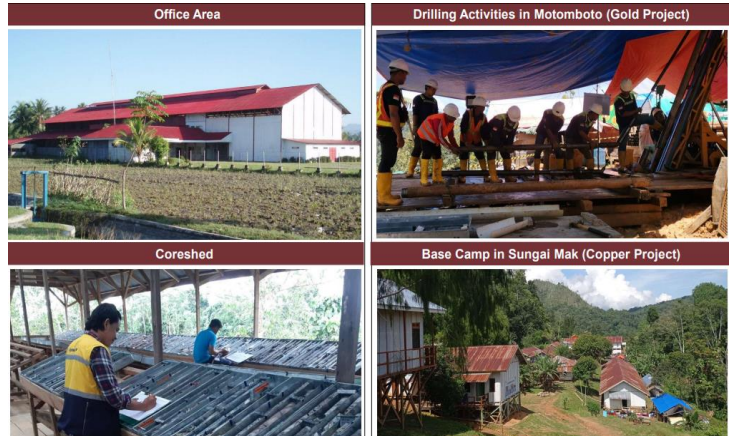 Office Area
Drilling Activities in Motomboto (Gold Project)
Coreshed
Base Camp in Sungai Mak (Copper Project)